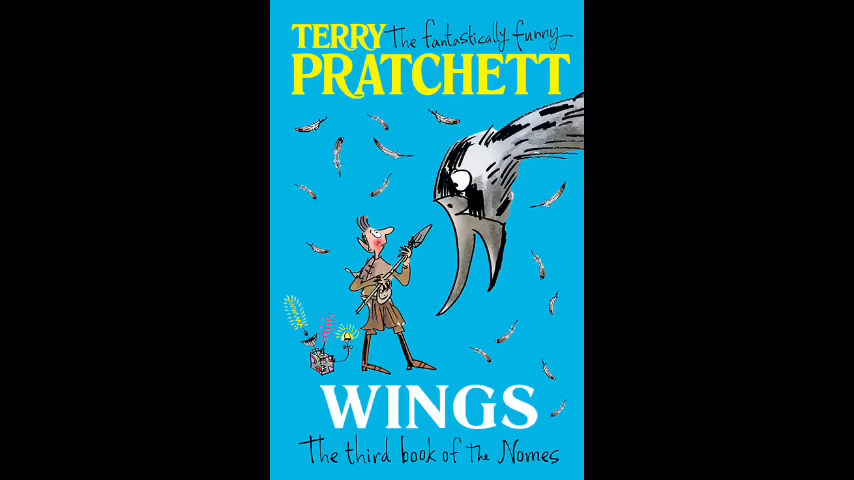 TERRY The fantastically funny
PRATCHETT
WINGS
The third book of The Nomes